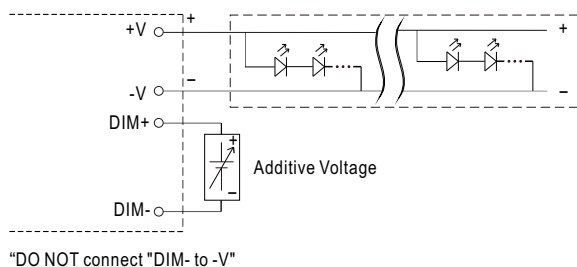 +V
+
+
-V
−
−
DIM+
+
−
Additive Voltage
DIM-
“DO NOT connect "DIM- to -V"